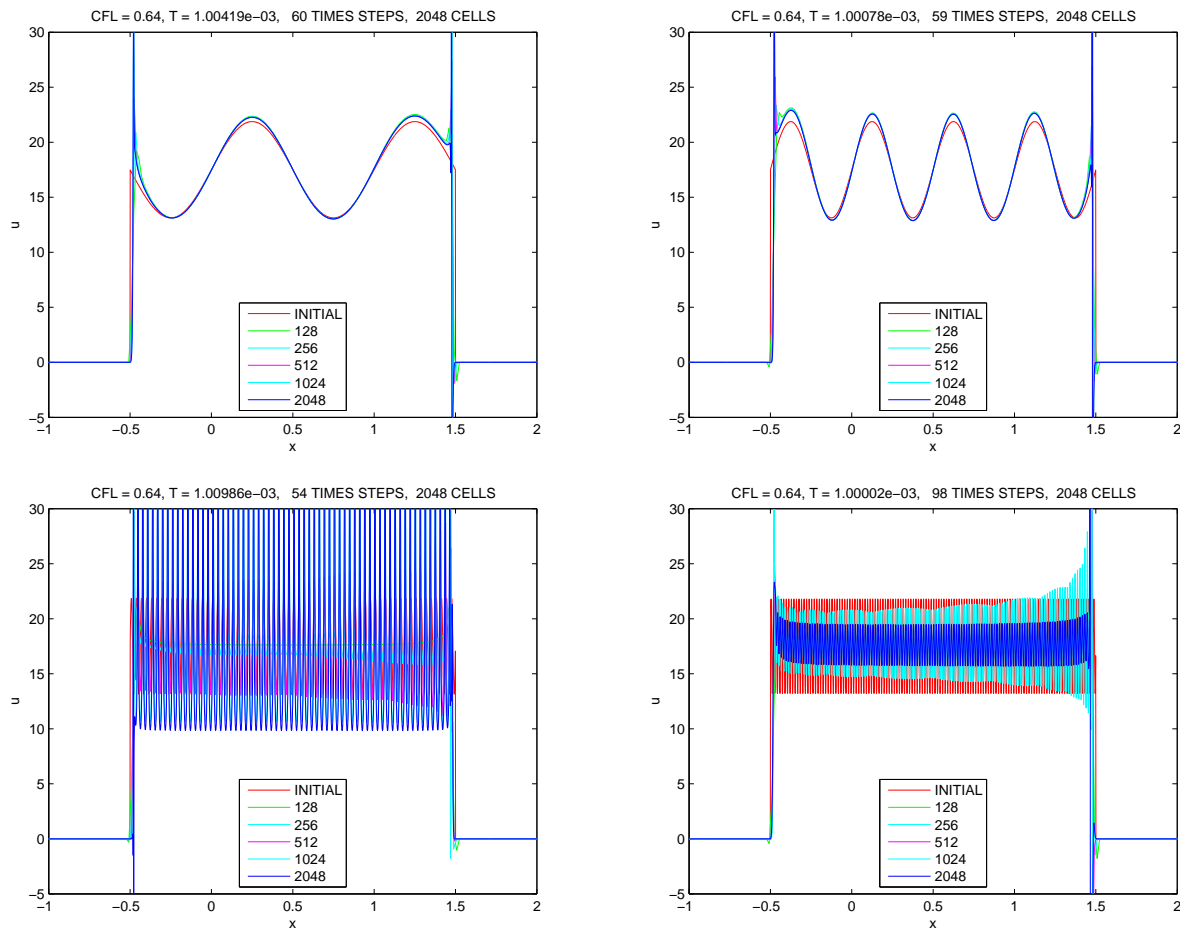 CFL = 0.64, T = 1.00419e−03, 60 TIMES STEPS, 2048 CELLS
30
25
20
15
10
5
0
−5
u
INITIAL
128
256
512
1024
2048
−1 −0.5 0 0.5 1 1.5 2
x
CFL = 0.64, T = 1.00078e−03, 59 TIMES STEPS, 2048 CELLS
30
25
20
15
10
5
0
−5
u
INITIAL
128
256
512
1024
2048
−1 −0.5 0 0.5 1 1.5 2
x
CFL = 0.64, T = 1.00986e−03, 54 TIMES STEPS, 2048 CELLS
30
25
20
15
10
5
0
−5
u
INITIAL
128
256
512
1024
2048
−1 −0.5 0 0.5 1 1.5 2
x
CFL = 0.64, T = 1.00002e−03, 98 TIMES STEPS, 2048 CELLS
30
25
20
15
10
5
0
−5
u
INITIAL
128
256
512
1024
2048
−1 −0.5 0 0.5 1 1.5 2
x